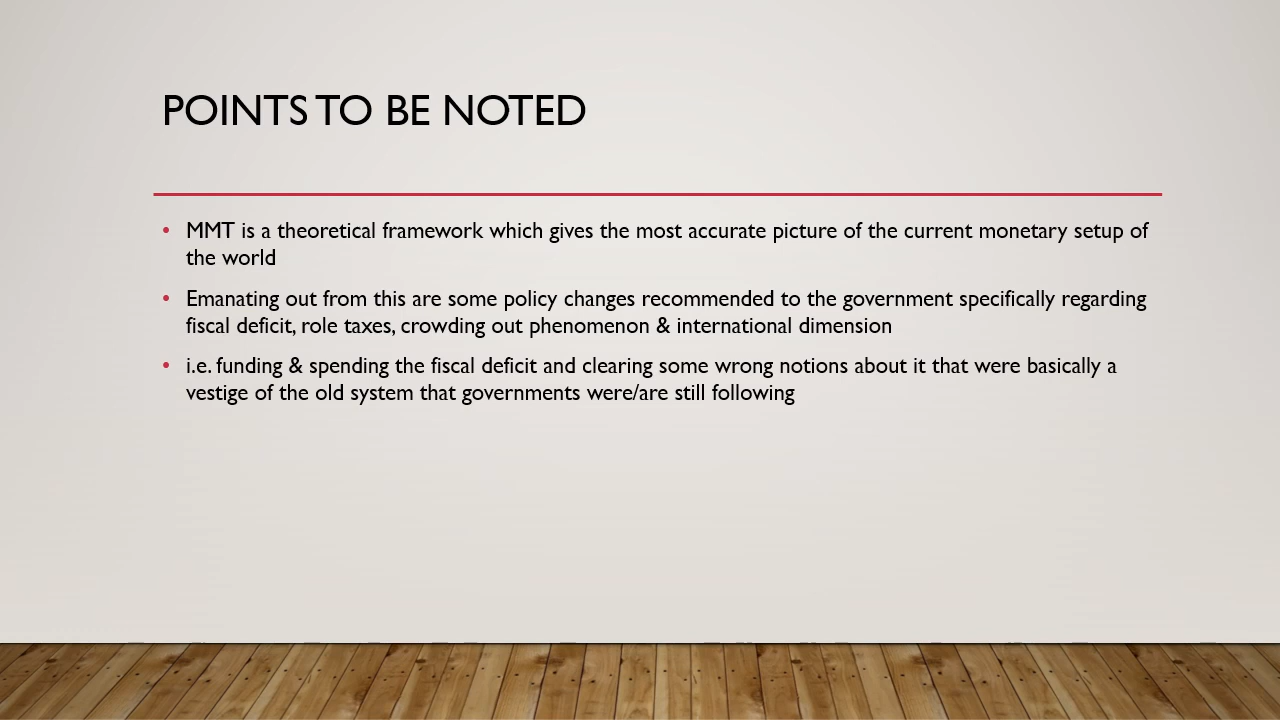 POINTS TO BE NOTED
• MMT is a theoretical framework which gives the most accurate picture of the current monetary setup of
the world
• Emanating out from this are some policy changes recommended to the government specifically regarding
fiscal deficit, role taxes, crowding out phenomenon & international dimension
• i.e. funding & spending the fiscal deficit and clearing some wrong notions about it that were basically a
vestige of the old system that governments were/are still following